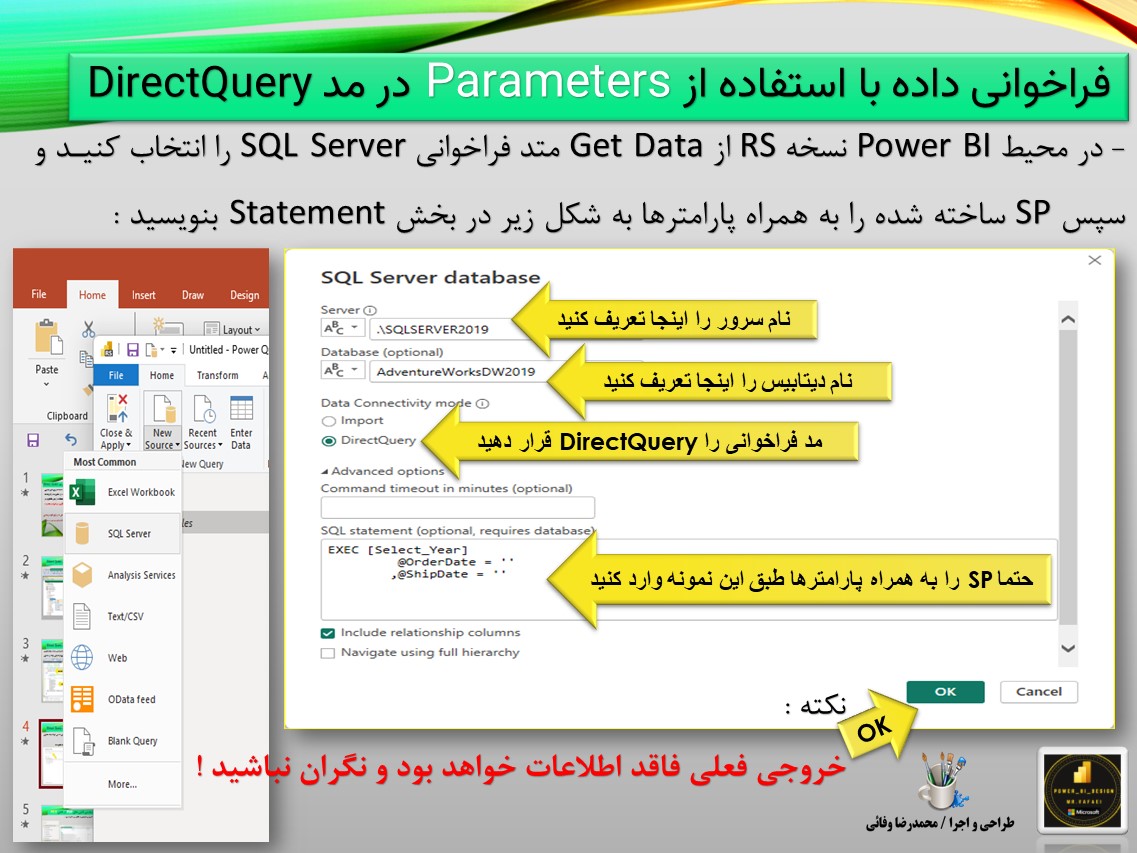 فراخوانی داده با استفاده از Parameters در مد DirectQuery
- در محیط Power BI نسخه RS از Get Data متد فراخوانی SQL Server را انتخاب کنید و
سپس SP ساخته شده را به همراه پارامترها به شکل زیر در بخش Statement بنویسید :
File Home Insert Draw Design
Layout
Paste
Clipboard
Untitled - Power Q
File Home Transform A
Close & Apply
New Source
Recent Sources
Enter Data
New Query
Most Common
Excel Workbook
SQL Server
Analysis Services
Text/CSV
Web
OData feed
Blank Query
More...
1
2
3
4
5
SQL Server database
Server
.\SQLSERVER2019
نام سرور را اینجا تعریف کنید
Database (optional)
AdventureWorksDW2019
نام دیتابیس را اینجا تعریف کنید
Data Connectivity mode
Import
DirectQuery
مد فراخوانی را DirectQuery قرار دهید
Advanced options
Command timeout in minutes (optional)
SQL statement (optional, requires database)
EXEC [Select_Year]
@OrderDate = ''
,@ShipDate = ''
حتما SP را به همراه پارامترها طبق این نمونه وارد کنید
Include relationship columns
Navigate using full hierarchy
OK Cancel
OK
نکته :
خروجی فعلی فاقد اطلاعات خواهد بود و نگران نباشید !
طراحی و اجرا / محمدرضا وفائی
POWER_BI_DESIGN
MR.VAFAEI
Microsoft